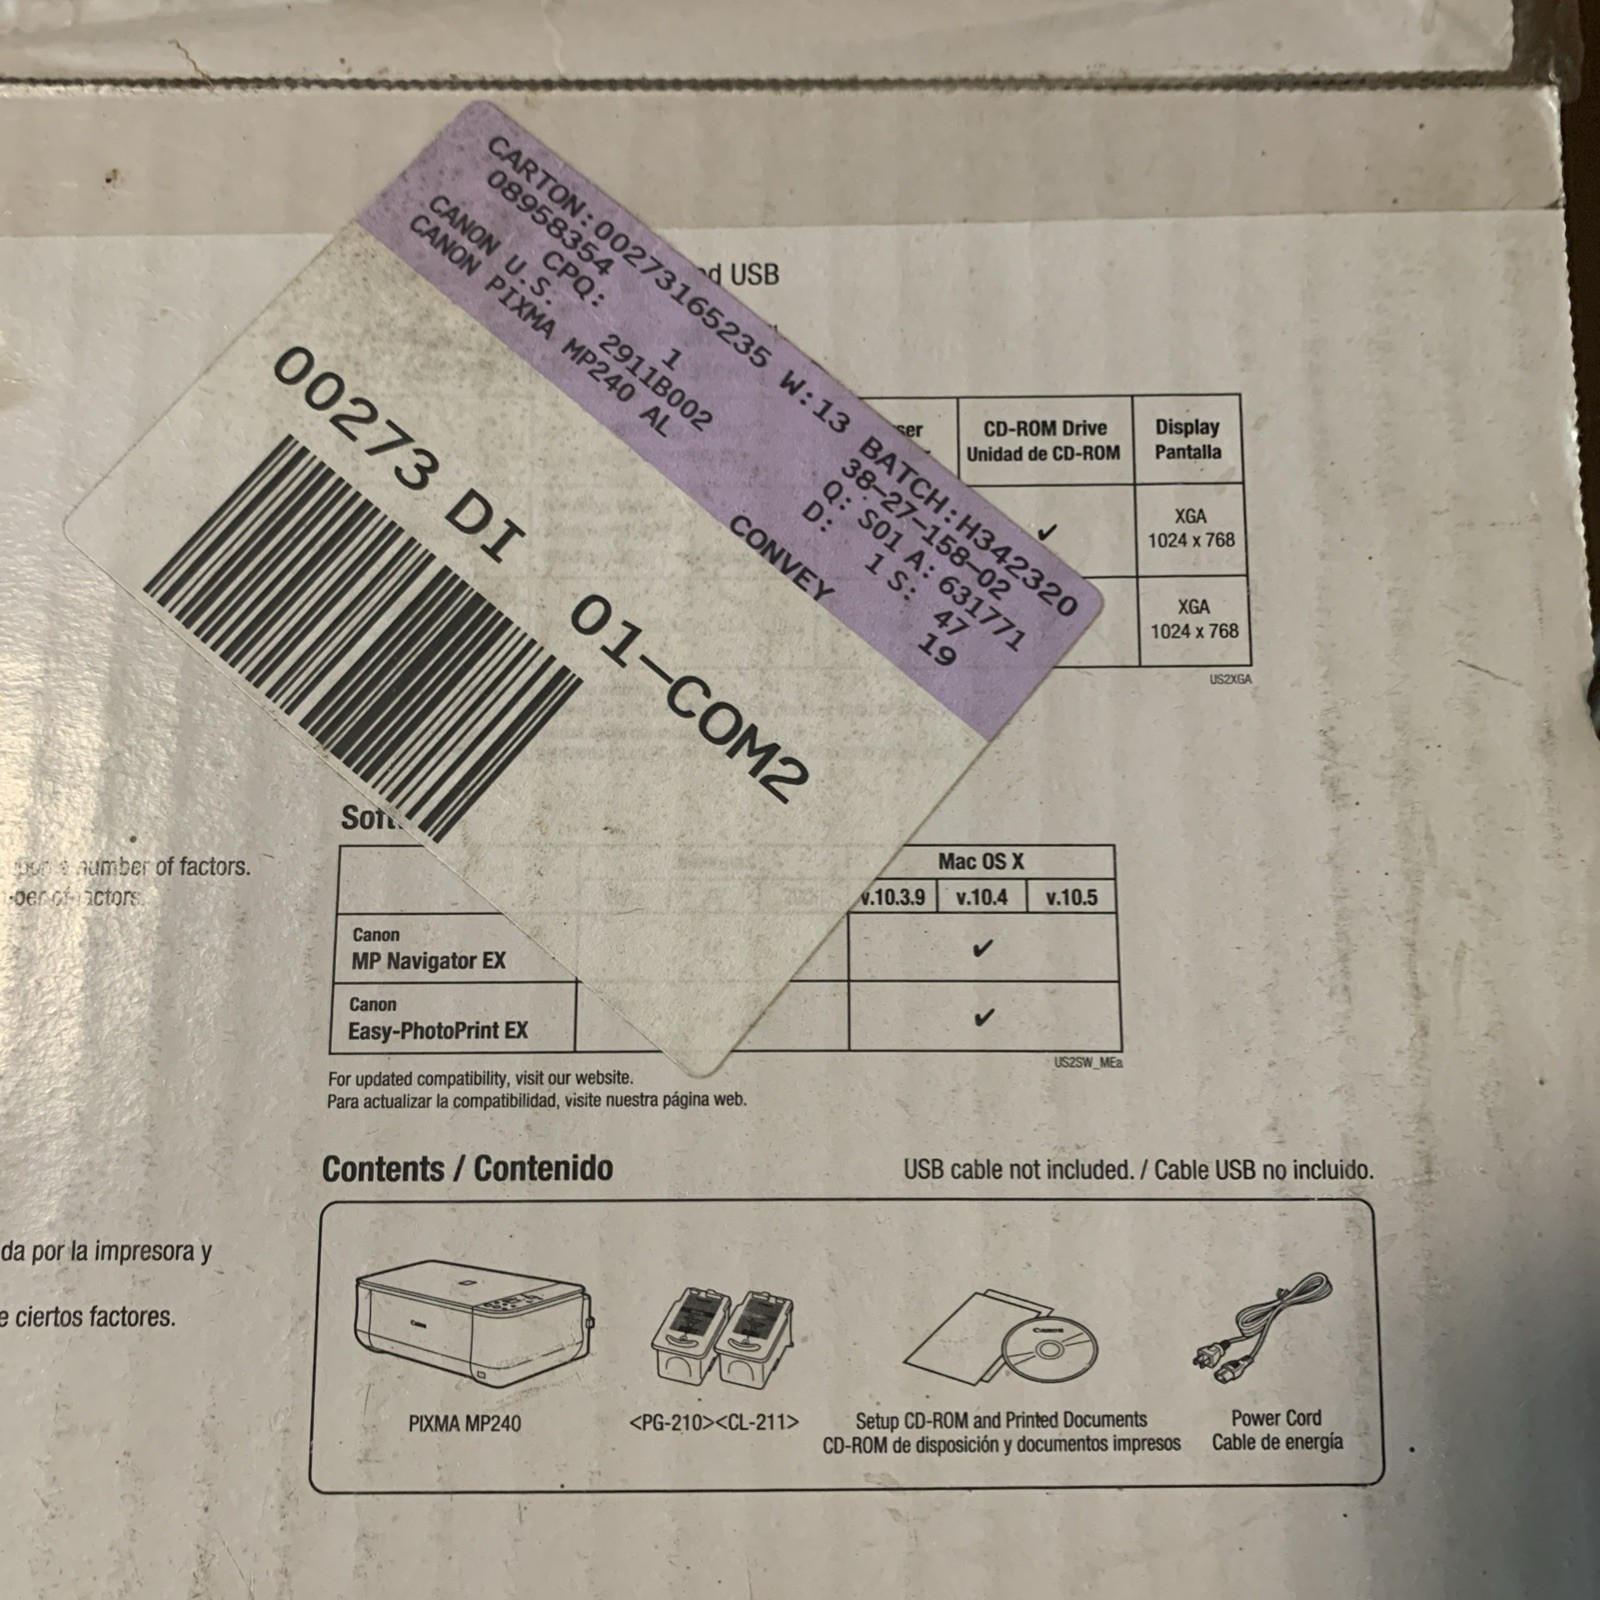 CARTON:00273165235 W:13 BATCH:H342320
08958354 38-27-158-02
CPQ: 1 Q: S01 A: 631771
CANON U.S. 2911B002 D: 1 S: 47
CANON PIXMA MP240 AL 19
CONVEY
00273 DI 01-COM2
USB
CD-ROM Drive Display
Unidad de CD-ROM Pantalla
✓ XGA
1024 x 768
XGA
1024 x 768
US2XGA
Mac OS X
v.10.3.9 v.10.4 v.10.5
Canon
MP Navigator EX ✓
Canon
Easy-PhotoPrint EX ✓
US2SW_MEa
For updated compatibility, visit our website.
Para actualizar la compatibilidad, visite nuestra página web.
number of factors.
of factors.
da por la impresora y
e ciertos factores.
Contents / Contenido USB cable not included. / Cable USB no incluido.
Canon
Canon
PIXMA MP240 <PG-210><CL-211> Setup CD-ROM and Printed Documents Power Cord
CD-ROM de disposición y documentos impresos Cable de energía